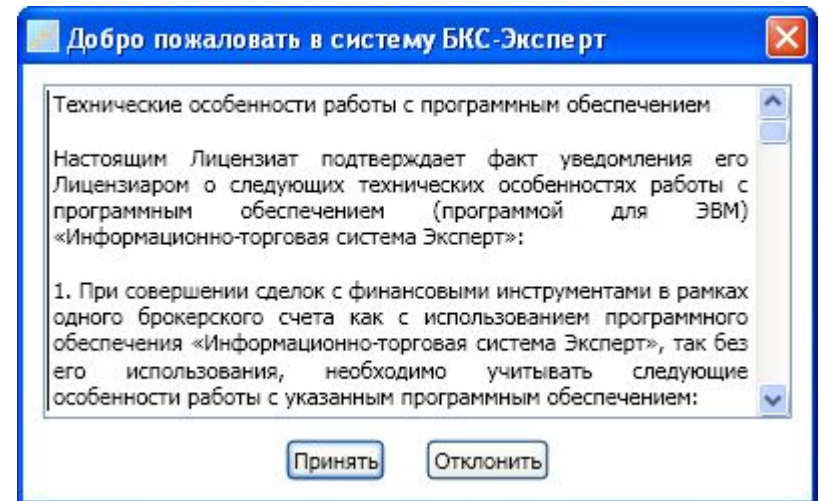 Добро пожаловать в систему БКС-Эксперт
Технические особенности работы с программным обеспечением
Настоящим Лицензиат подтверждает факт уведомления его
Лицензиаром о следующих технических особенностях работы с
программным обеспечением (программой для ЭВМ)
«Информационно-торговая система Эксперт»:
1. При совершении сделок с финансовыми инструментами в рамках
одного брокерского счета как с использованием программного
обеспечения «Информационно-торговая система Эксперт», так без
его использования, необходимо учитывать следующие
особенности работы с указанным программным обеспечением:
Принять Отклонить